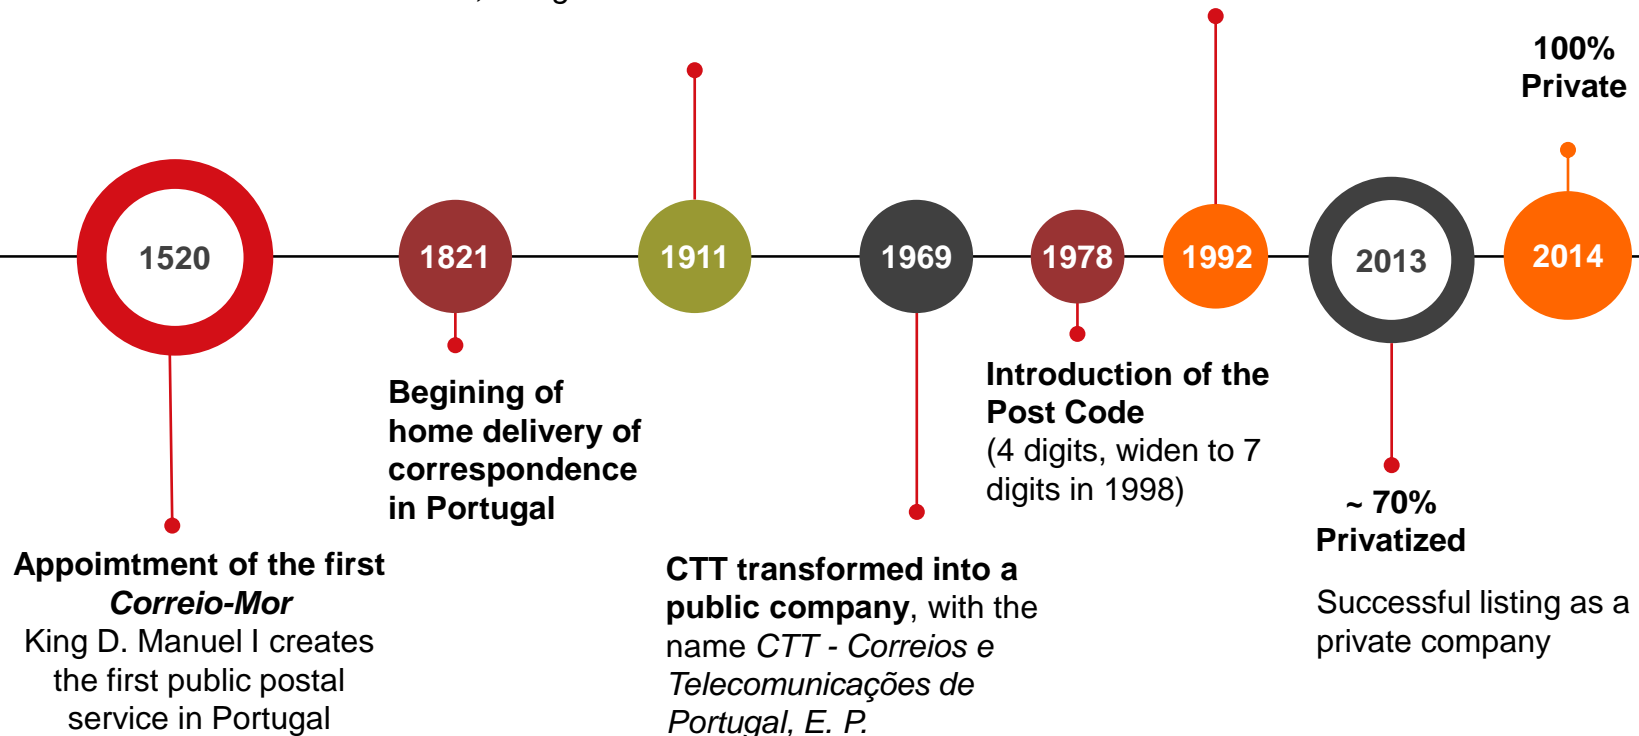 100%
Private
1520
1821
1911
1969
1978
1992
2013
2014
Begining of
home delivery of
correspondence
in Portugal
Introduction of the
Post Code
(4 digits, widen to 7
digits in 1998)
~ 70%
Privatized
Successful listing as a
private company
Appoimtment of the first
Correio-Mor
King D. Manuel I creates
the first public postal
service in Portugal
CTT transformed into a
public company, with the
name CTT - Correios e
Telecomunicações de
Portugal, E. P.